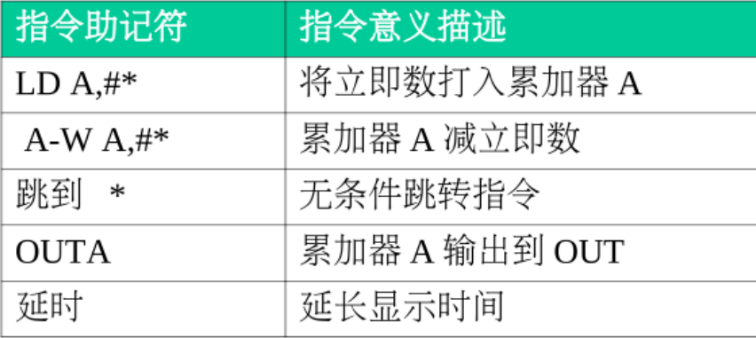 指令助记符 指令意义描述
LD A,#* 将立即数打入累加器 A
A-W A,#* 累加器 A 减立即数
跳到 * 无条件跳转指令
OUTA 累加器 A 输出到 OUT
延时 延长显示时间